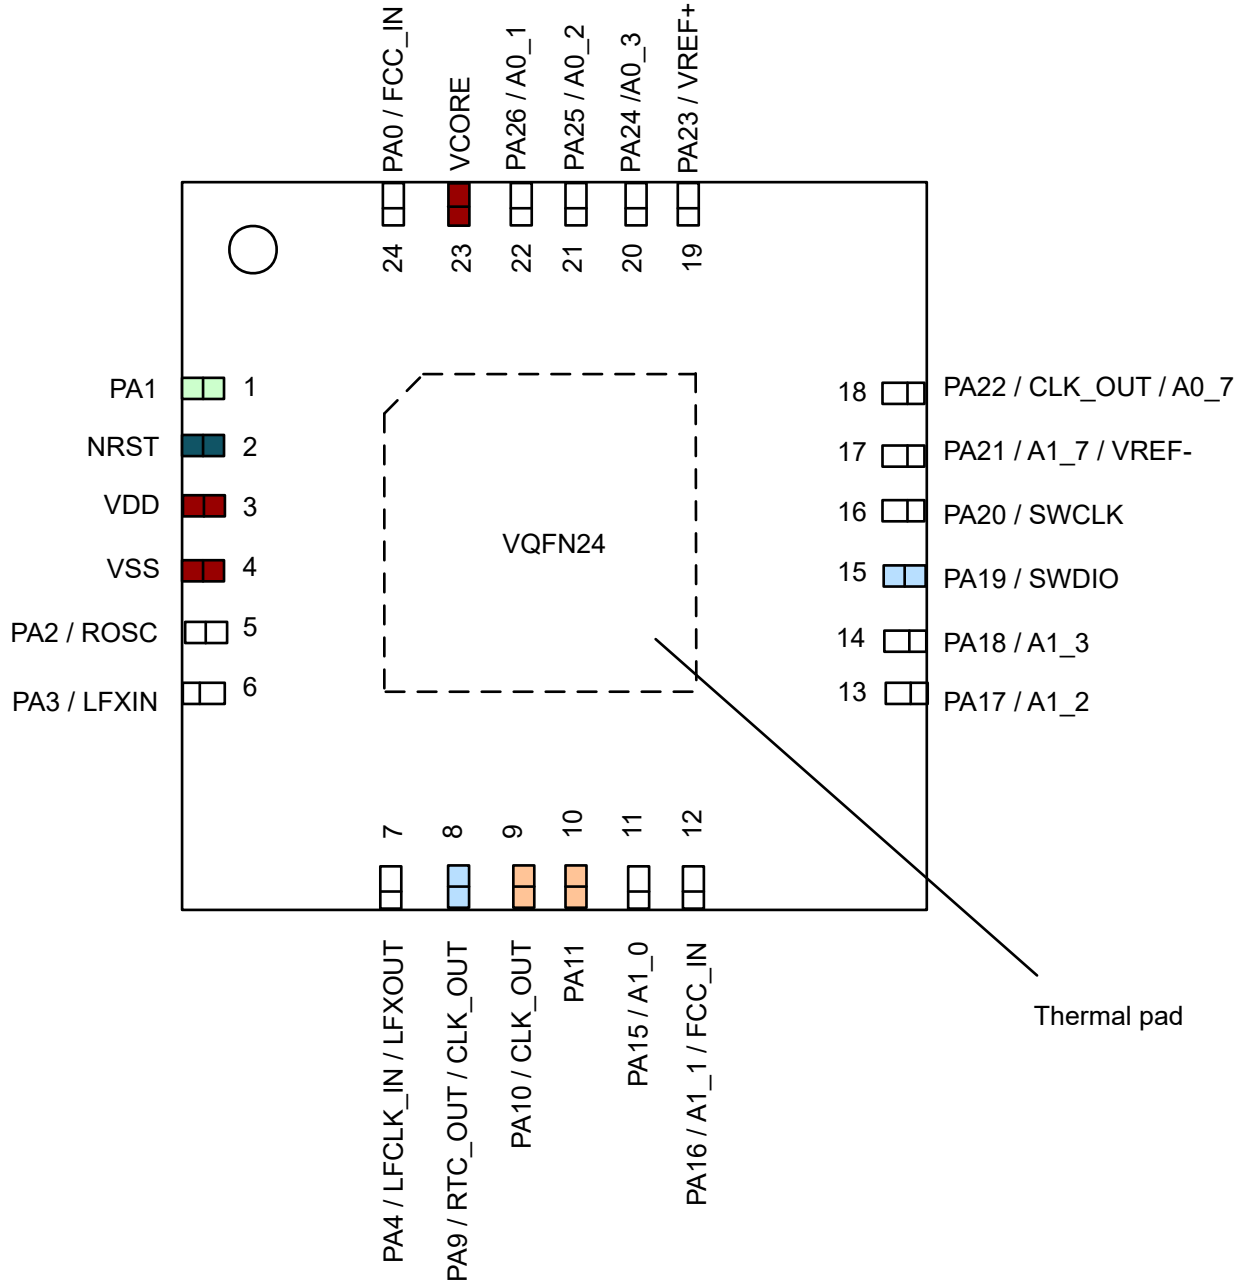 PA0 / FCC_IN
VCORE
PA26 / A0_1
PA25 / A0_2
PA24 /A0_3
PA23 / VREF+
24
23
22
21
20
19
PA1
1
NRST
2
VDD
3
VSS
4
PA2 / ROSC
5
PA3 / LFXIN
6
VQFN24
18
PA22 / CLK_OUT / A0_7
17
PA21 / A1_7 / VREF-
16
PA20 / SWCLK
15
PA19 / SWDIO
14
PA18 / A1_3
13
PA17 / A1_2
7
8
9
10
11
12
PA4 / LFCLK_IN / LFXOUT
PA9 / RTC_OUT / CLK_OUT
PA10 / CLK_OUT
PA11
PA15 / A1_0
PA16 / A1_1 / FCC_IN
Thermal pad